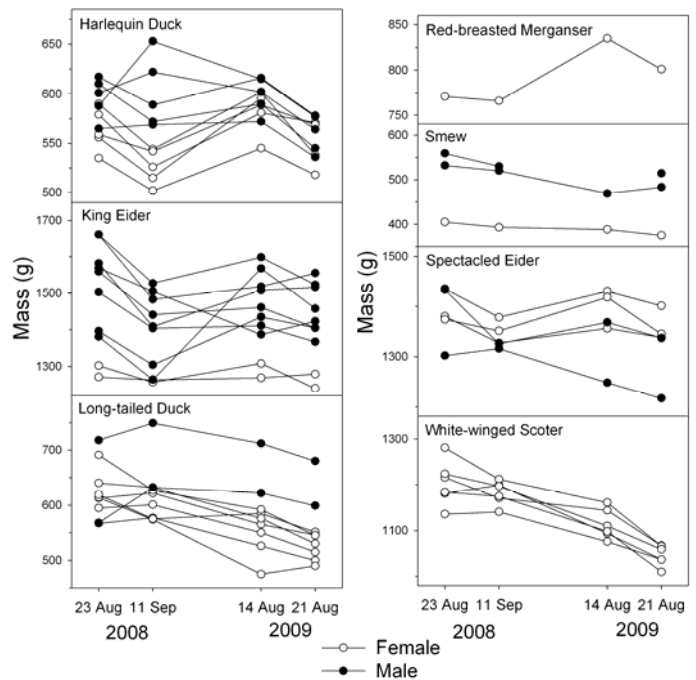 Harlequin Duck
650
600
550
500
King Eider
1700
1500
1300
Long-tailed Duck
700
600
500
Mass (g)
23 Aug 11 Sep 14 Aug 21 Aug
2008 2009
Red-breasted Merganser
850
800
750
Smew
600
500
400
Spectacled Eider
1500
1300
White-winged Scoter
1300
1100
Mass (g)
23 Aug 11 Sep 14 Aug 21 Aug
2008 2009
Female
Male